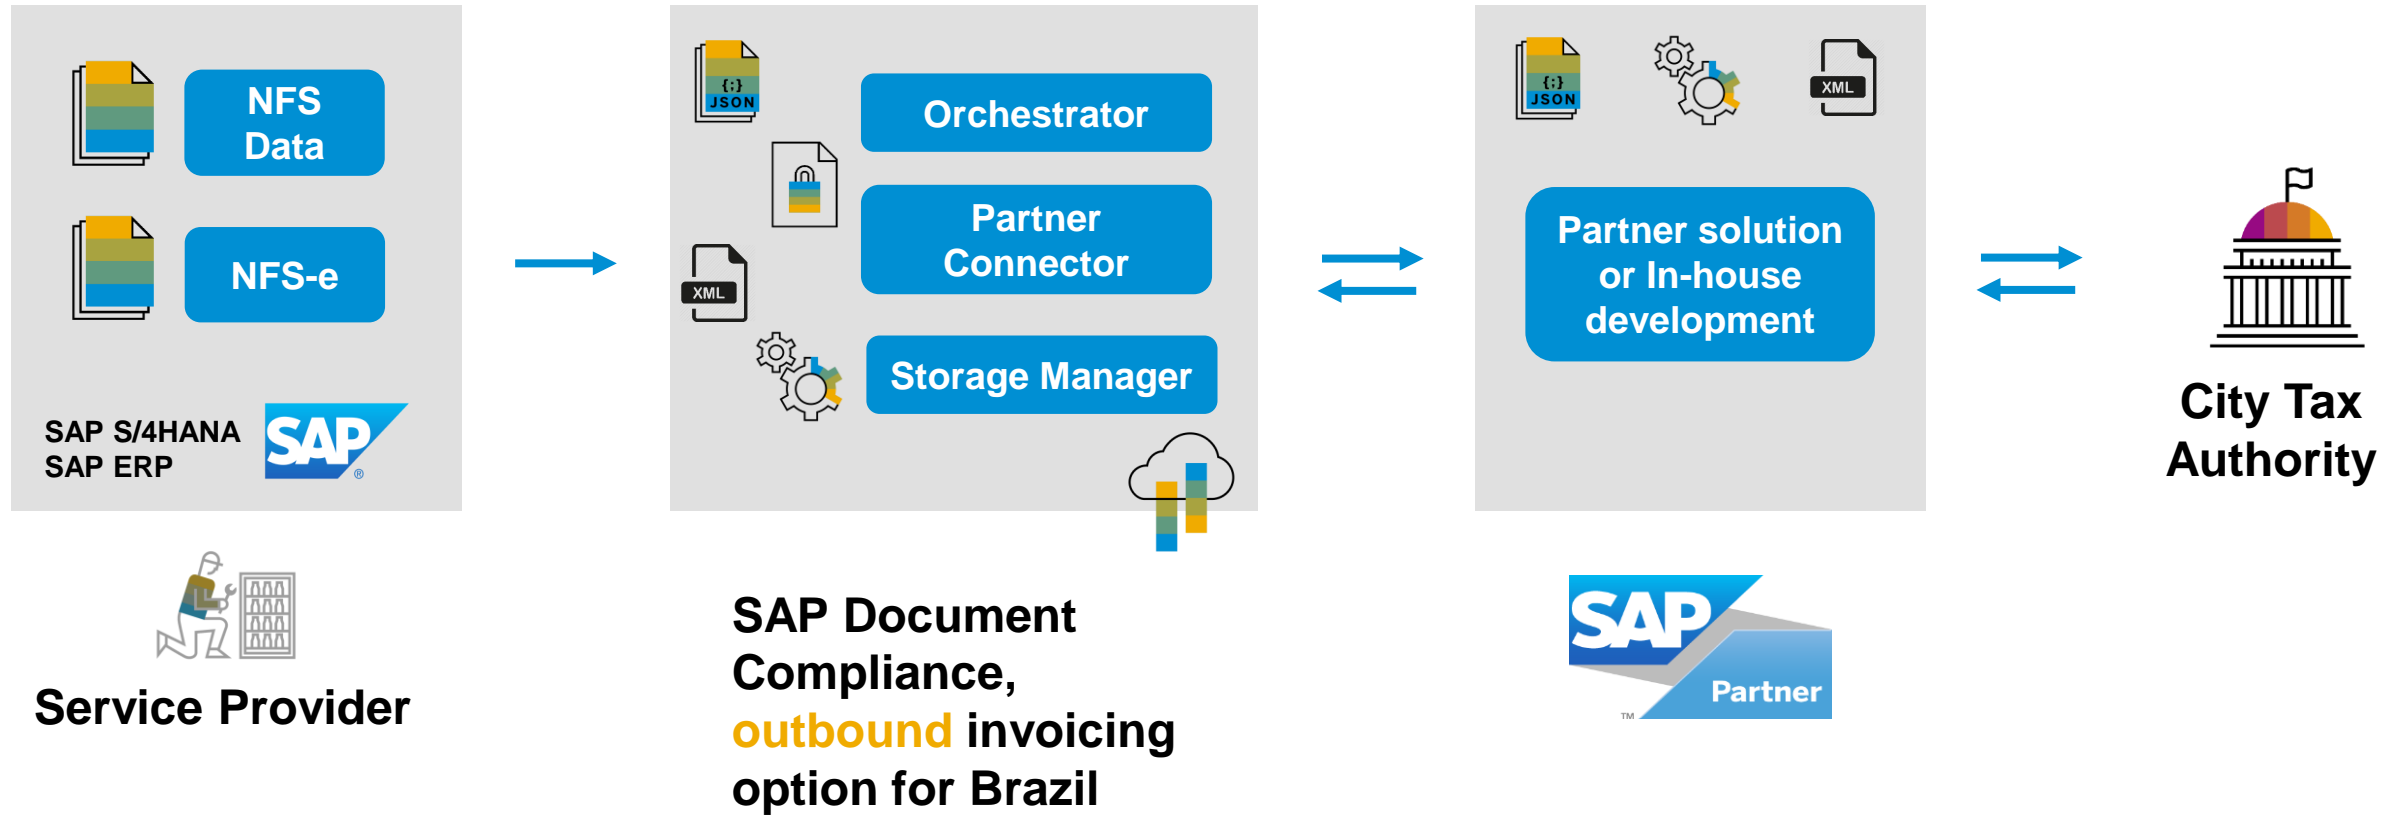 NFS
Data
NFS-e
SAP S/4HANA
SAP ERP
SAP
®
Service Provider
{;}
JSON
Orchestrator
Partner
Connector
XML
Storage Manager
SAP Document
Compliance,
outbound invoicing
option for Brazil
{;}
JSON
XML
Partner solution
or In-house
development
SAP
Partner
TM
City Tax
Authority